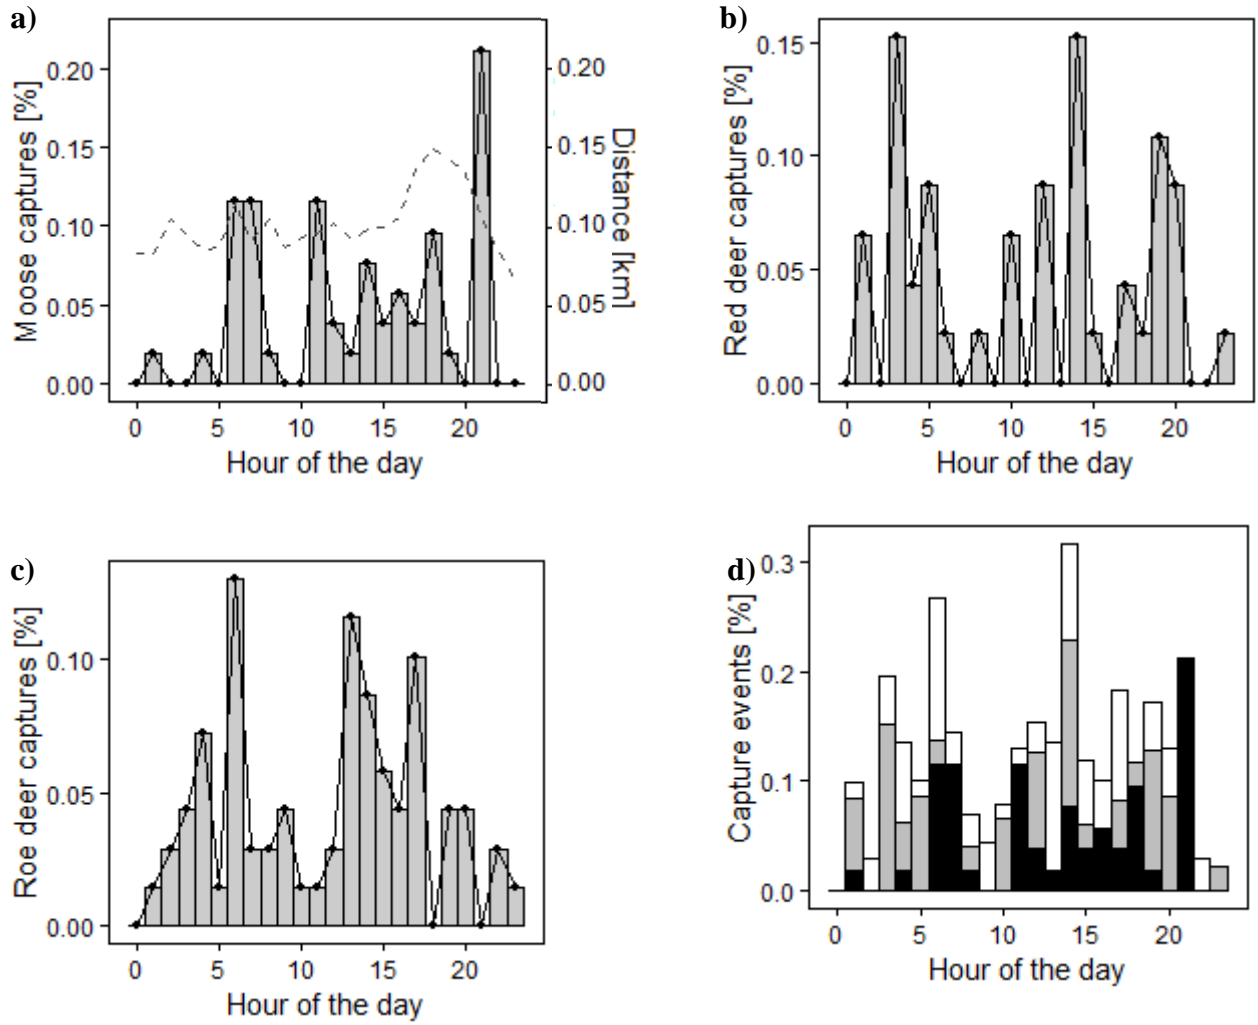 a)
Moose captures [%]
0.20
0.15
0.10
0.05
0.00
0 5 10 15 20
Hour of the day
0.20
0.15
0.10
0.05
0.00
Distance [km]
b)
Red deer captures [%]
0.15
0.10
0.05
0.00
0 5 10 15 20
Hour of the day
c)
Roe deer captures [%]
0.10
0.05
0.00
0 5 10 15 20
Hour of the day
d)
Capture events [%]
0.3
0.2
0.1
0.0
0 5 10 15 20
Hour of the day